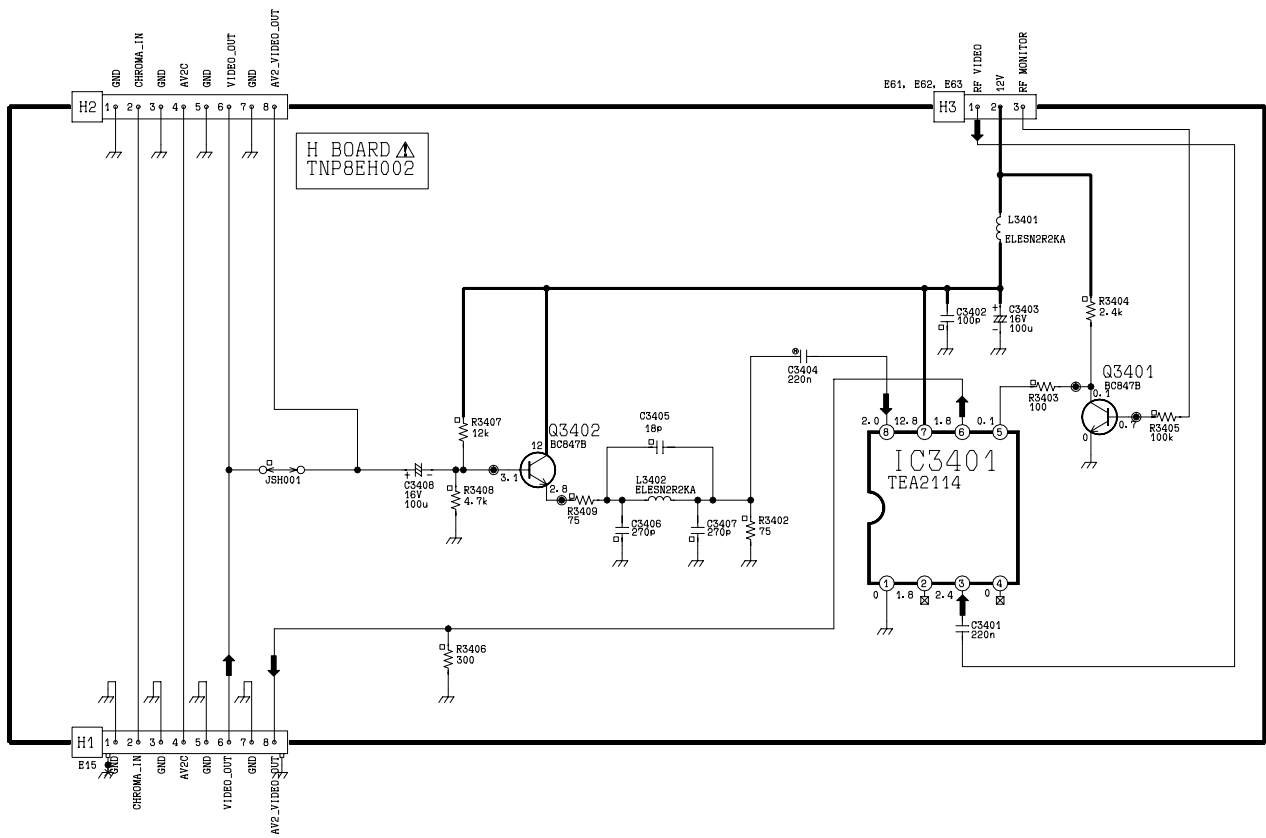 GND
CHROMA_IN
GND
AV2C
GND
VIDEO_OUT
GND
AV2_VIDEO_OUT
H2 1 2 3 4 5 6 7 8
E61, E62, E63
RF VIDEO
12V
RF MONITOR
H3 1 2 3
H BOARD ⚠
TNP8EH002
L3401
ELESN2R2KA
C3402
100p
C3403
16V
100u
+
-
R3404
2.4k
C3404
220n
Q3401
BC847B
0.1
R3403
100
0.7
R3405
100k
0
R3407
12k
Q3402
BC847B
12
C3405
18p
2.0 12.8 1.8 0.1
8 7 6 5
IC3401
TEA2114
JSH001
+ -
C3408
16V
100u
R3408
4.7k
3.1
2.8
R3409
75
L3402
ELESN2R2KA
C3406
270p
C3407
270p
R3402
75
1 2 3 4
0 1.8 2.4 0
C3401
220n
R3406
300
H1 1 2 3 4 5 6 7 8
E15
GND
CHROMA_IN
GND
AV2C
GND
VIDEO_OUT
GND
AV2_VIDEO_OUT